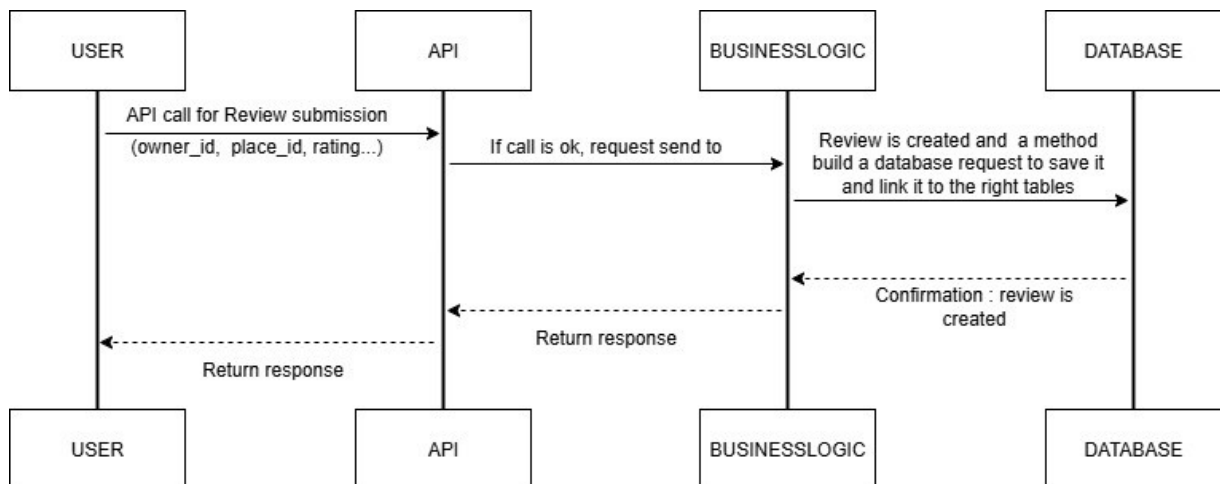 USER
API
BUSINESSLOGIC
DATABASE
API call for Review submission
(owner_id, place_id, rating...)
If call is ok, request send to
Review is created and a method
build a database request to save it
and link it to the right tables
Confirmation : review is
created
Return response
Return response
USER
API
BUSINESSLOGIC
DATABASE